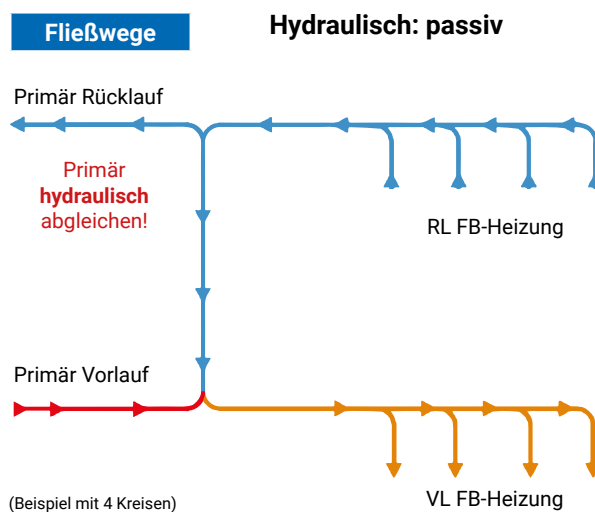 Fließwege
Hydraulisch: passiv
Primär Rücklauf
Primär
hydraulisch
abgleichen!
RL FB-Heizung
Primär Vorlauf
(Beispiel mit 4 Kreisen)
VL FB-Heizung